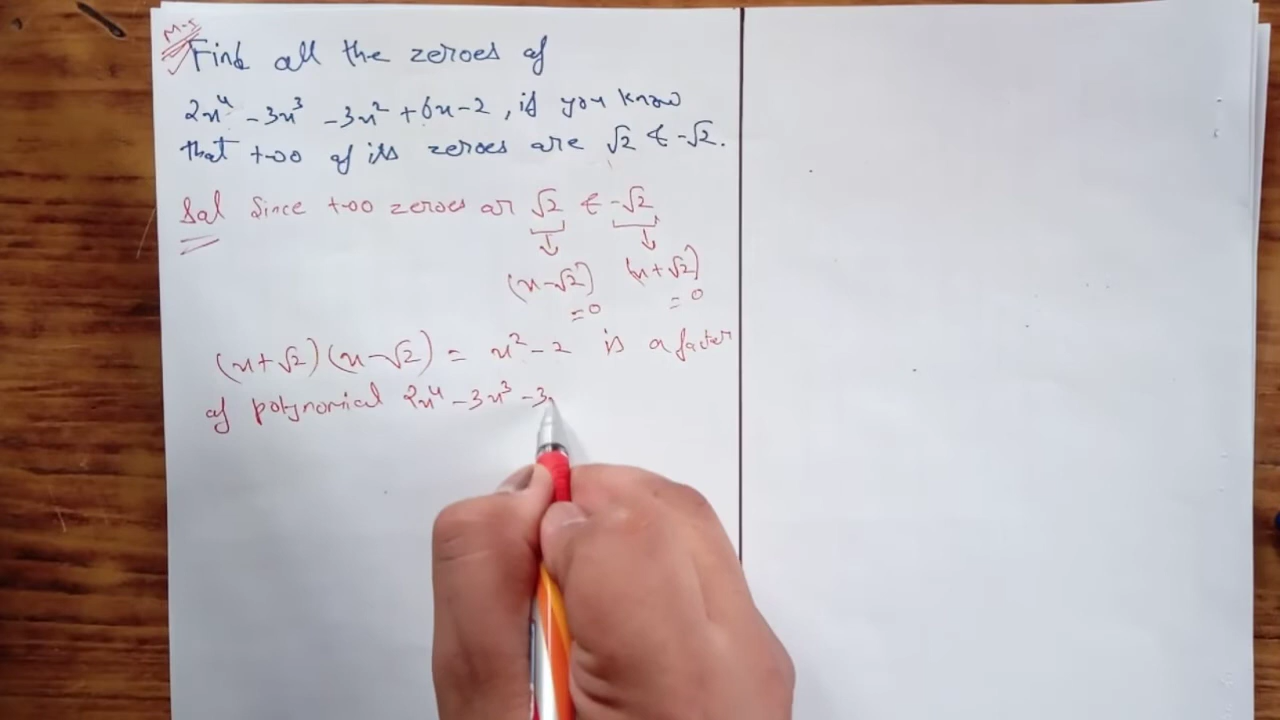 M-S
Find all the zeroes of
2x⁴ - 3x³ - 3x² + 6x - 2, if you know
that two of its zeroes are √2 & -√2.
Sol Since two zeroes ar √2 & -√2
(x - √2) (x + √2)
= 0 = 0
(x + √2)(x - √2) = x² - 2 is a facter
of polynomial 2x⁴ - 3x³ - 3